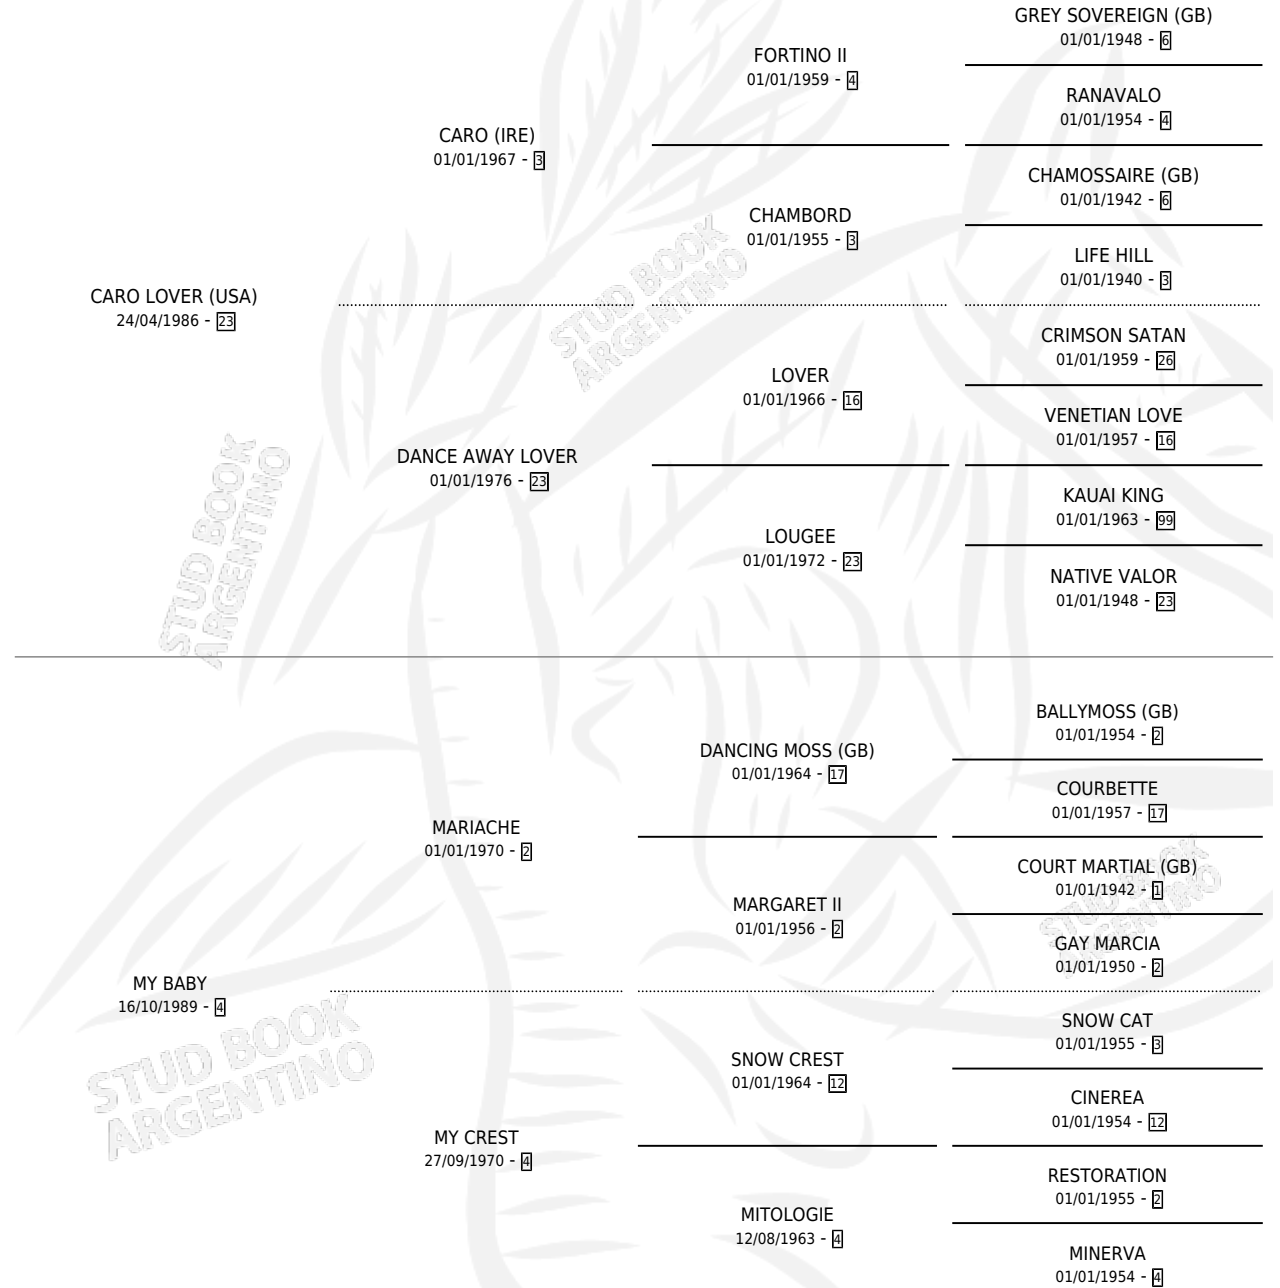 GREY SOVEREIGN (GB)
01/01/1948 - 6
FORTINO II
01/01/1959 - 4
RANAVALO
01/01/1954 - 4
CARO (IRE)
01/01/1967 - 3
CHAMOSSAIRE (GB)
01/01/1942 - 6
CHAMBORD
01/01/1955 - 3
LIFE HILL
01/01/1940 - 3
CARO LOVER (USA)
24/04/1986 - 23
CRIMSON SATAN
01/01/1959 - 26
LOVER
01/01/1966 - 16
VENETIAN LOVE
01/01/1957 - 16
DANCE AWAY LOVER
01/01/1976 - 23
KAUAI KING
01/01/1963 - 99
LOUGEE
01/01/1972 - 23
NATIVE VALOR
01/01/1948 - 23
BALLYMOSS (GB)
01/01/1954 - 2
DANCING MOSS (GB)
01/01/1964 - 17
COURBETTE
01/01/1957 - 17
MARIACHE
01/01/1970 - 2
COURT MARTIAL (GB)
01/01/1942 - 1
MARGARET II
01/01/1956 - 2
GAY MARCIA
01/01/1950 - 2
MY BABY
16/10/1989 - 4
SNOW CAT
01/01/1955 - 3
SNOW CREST
01/01/1964 - 12
CINEREA
01/01/1954 - 12
MY CREST
27/09/1970 - 4
RESTORATION
01/01/1955 - 2
MITOLOGIE
12/08/1963 - 4
MINERVA
01/01/1954 - 4
STUD BOOK
ARGENTINO
STUD BOOK
ARGENTINO
STUD BOOK
ARGENTINO
STUD BOOK
ARGENTINO